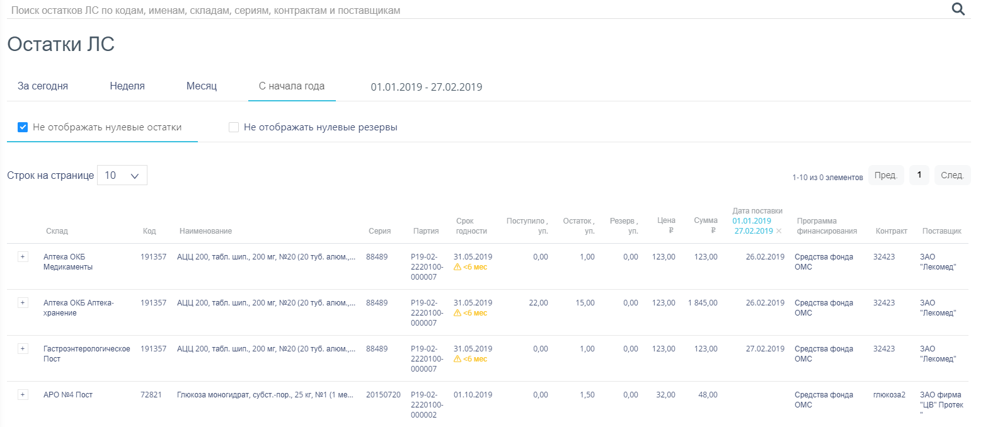 Поиск остатков ЛС по кодам, именам, складам, сериям, контрактам и поставщикам
Остатки ЛС
За сегодня Неделя Месяц С начала года 01.01.2019 - 27.02.2019
Не отображать нулевые остатки Не отображать нулевые резервы
Строк на странице 10 1-10 из 0 элементов Пред. 1 След.
Дата поставки
Срок Поступило , Остаток , Резерв , Цена Сумма 01.01.2019 Программа
Склад Код Наименование Серия Партия годности уп. уп. уп. ₽ ₽ 27.02.2019 × финансирования Контракт Поставщик
+ Аптека ОКБ 191357 АЦЦ 200, табл. шип., 200 мг, №20 (20 туб. алюм.,... 88489 P19-02- 31.05.2019 0,00 1,00 0,00 123,00 123,00 26.02.2019 Средства фонда 32423 ЗАО
Медикаменты 2220100- <6 мес ОМС "Лекомед"
000007
+ Аптека ОКБ Аптека- 191357 АЦЦ 200, табл. шип., 200 мг, №20 (20 туб. алюм.,... 88489 P19-02- 31.05.2019 22,00 15,00 0,00 123,00 1 845,00 26.02.2019 Средства фонда 32423 ЗАО
хранение 2220100- <6 мес ОМС "Лекомед"
000007
+ Гастроэнтерологическое 191357 АЦЦ 200, табл. шип., 200 мг, №20 (20 туб. алюм.,... 88489 P19-02- 31.05.2019 0,00 1,00 0,00 123,00 123,00 27.02.2019 Средства фонда 32423 ЗАО
Пост 2220100- <6 мес ОМС "Лекомед"
000007
+ АРО №4 Пост 72821 Глюкоза моногидрат, субст.-пор., 25 кг, №1 (1 ме... 20150720 P19-02- 01.10.2019 0,00 1,50 0,00 32,00 48,00 Средства фонда глюкоза2 ЗАО фирма
2220100- ОМС "ЦВ" Протек
000002 "